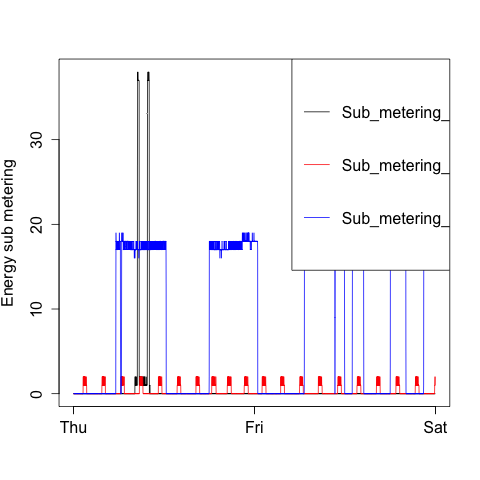 Sub_metering_
Sub_metering_
Sub_metering_
Energy sub metering
30
20
10
0
Thu
Fri
Sat